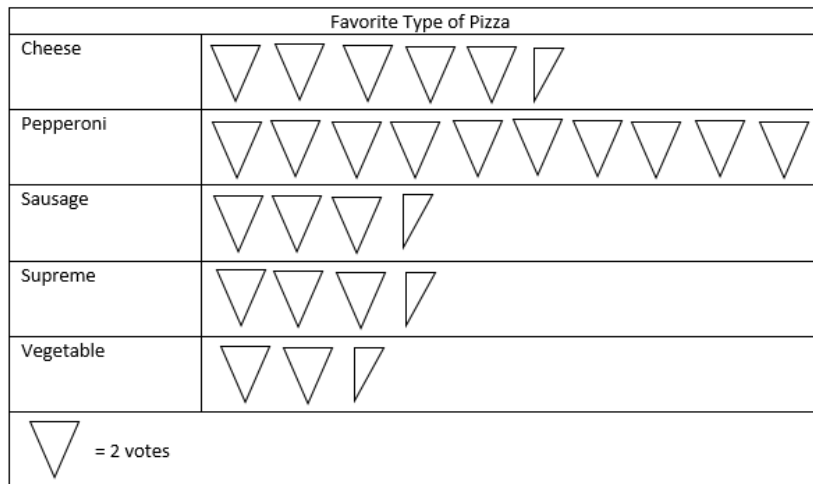 Favorite Type of Pizza
Cheese
Pepperoni
Sausage
Supreme
Vegetable
= 2 votes